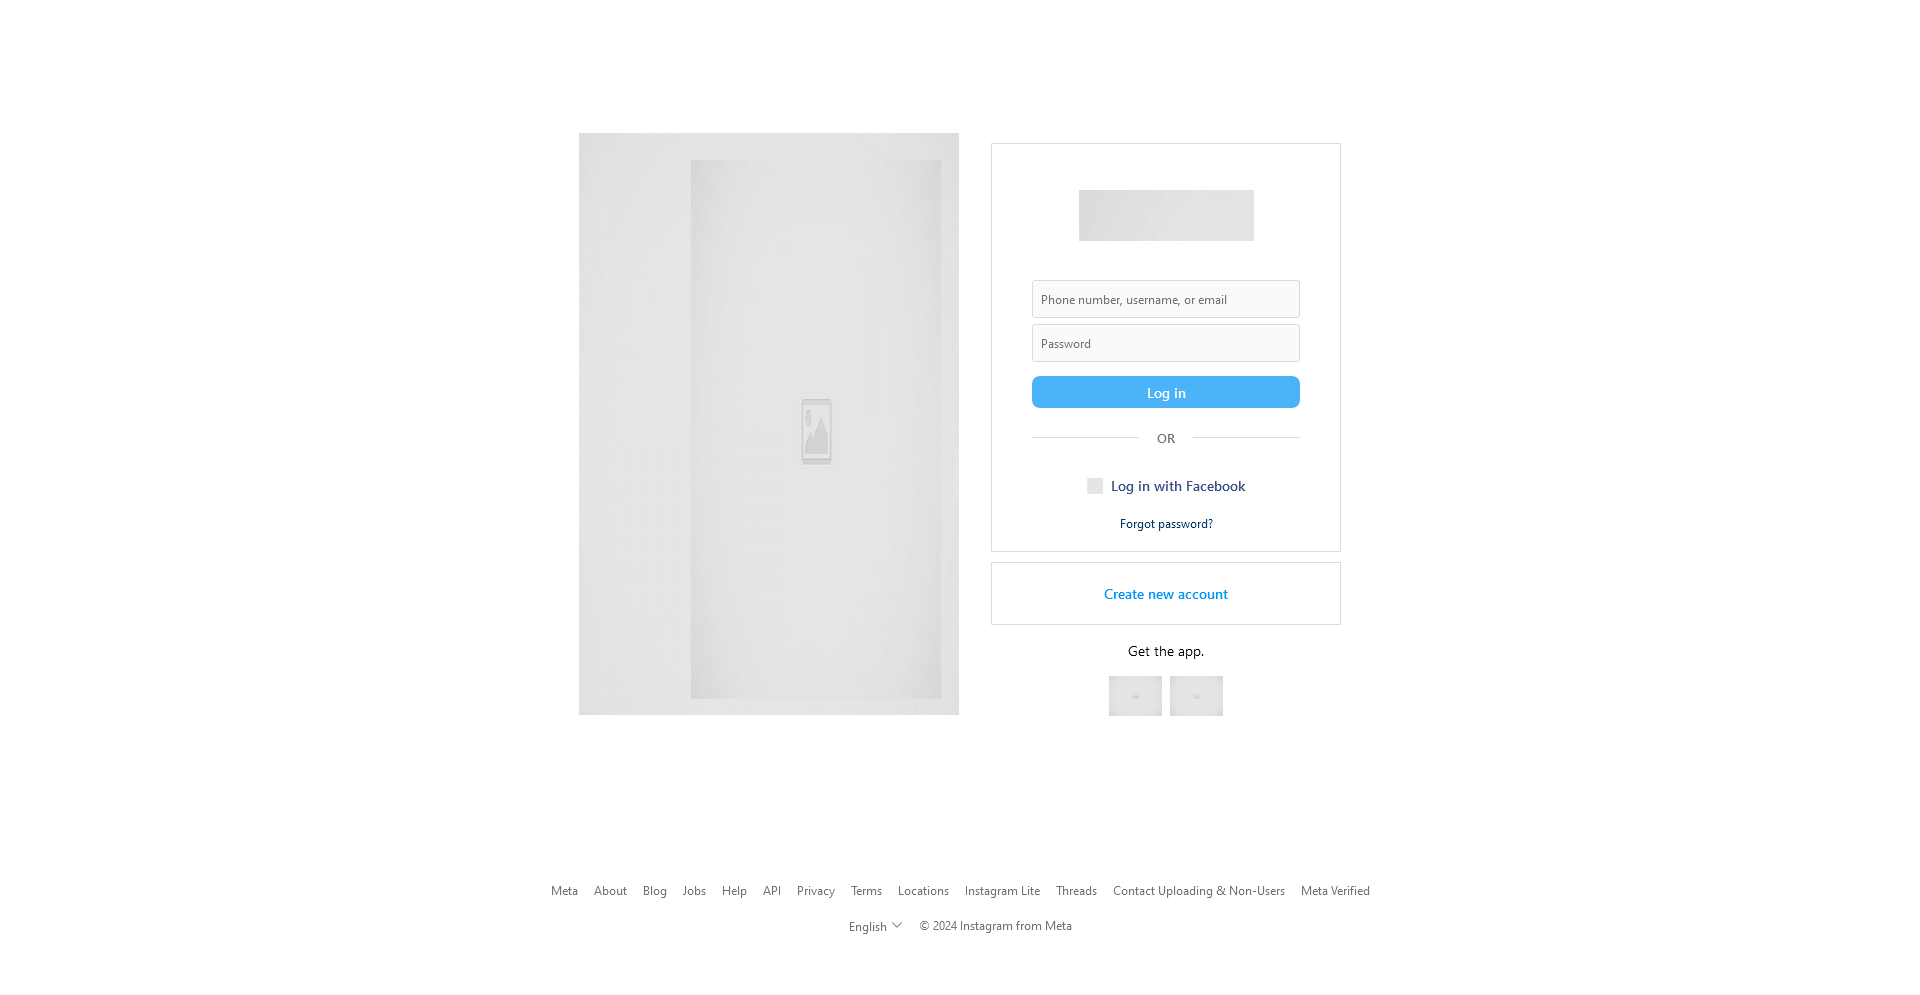 Phone number, username, or email
Password
Log in
OR
Log in with Facebook
Forgot password?
Create new account
Get the app.
Meta About Blog Jobs Help API Privacy Terms Locations Instagram Lite Threads Contact Uploading & Non-Users Meta Verified
English © 2024 Instagram from Meta